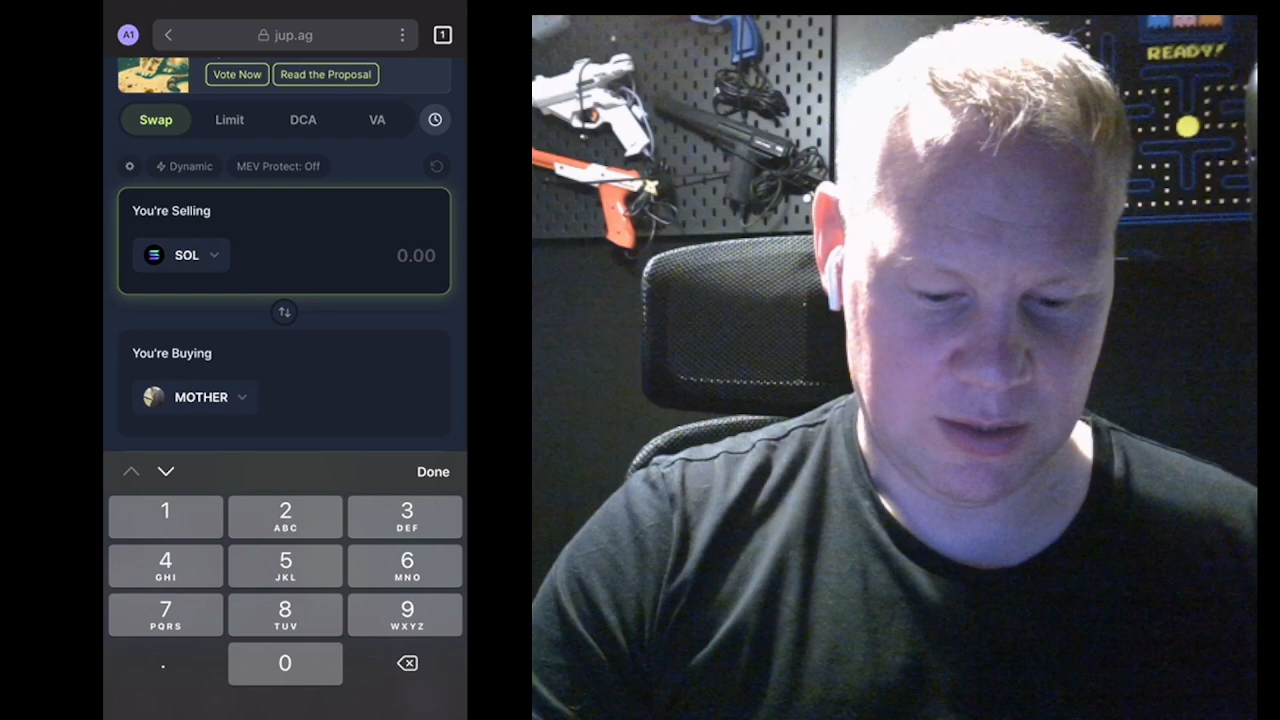 A1
jup.ag
1
Vote Now
Read the Proposal
Swap
Limit
DCA
VA
Dynamic
MEV Protect: Off
You're Selling
SOL
0.00
You're Buying
MOTHER
Done
1
2
3
ABC
DEF
4
5
6
GHI
JKL
MNO
7
8
9
PQRS
TUV
WXYZ
.
0
READY!